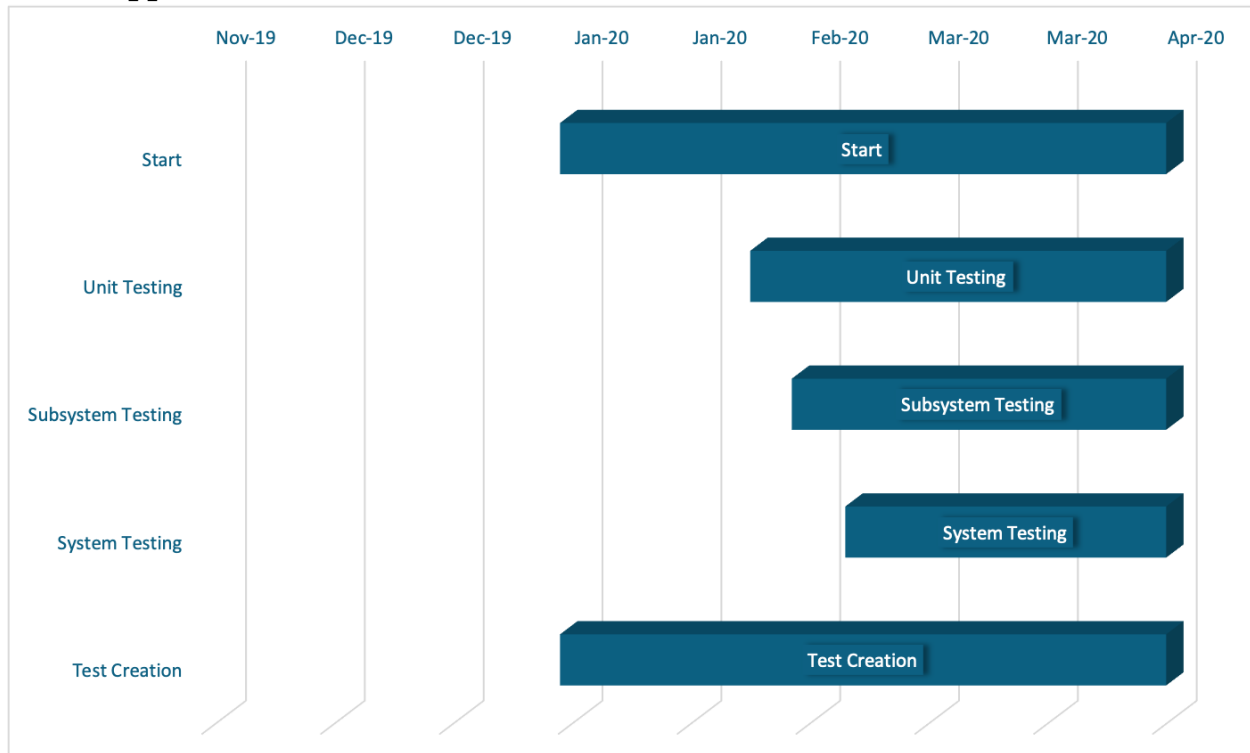 Nov-19 Dec-19 Dec-19 Jan-20 Jan-20 Feb-20 Mar-20 Mar-20 Apr-20
Start Start
Unit Testing Unit Testing
Subsystem Testing Subsystem Testing
System Testing System Testing
Test Creation Test Creation